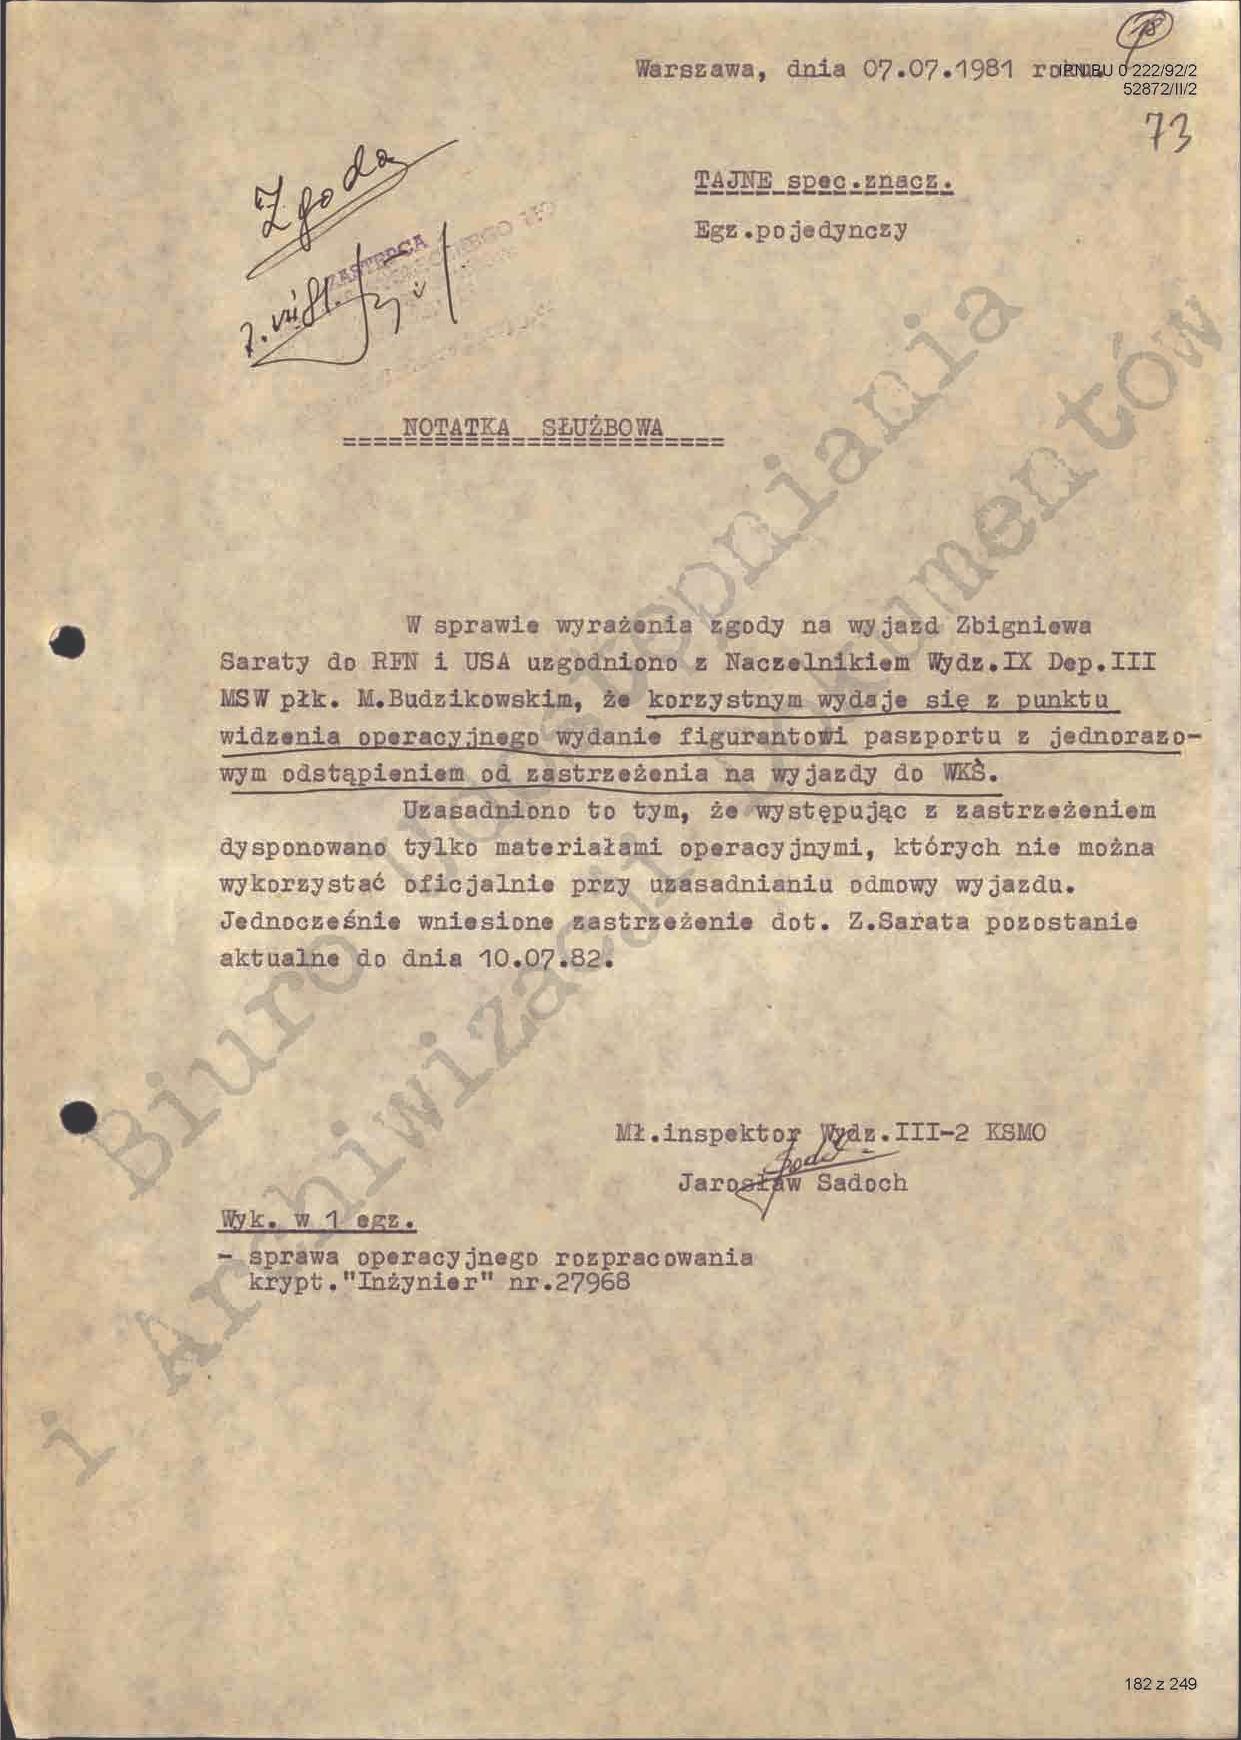 18
Warszawa, dnia 07.07.1981 roku
IPN BU 0 222/92/2
52872/II/2
73
Zgoda
TAJNE spec.znacz.
Egz.pojedynczy
ZASTĘPCA
7.VII.81.
NOTATKA SŁUŻBOWA
W sprawie wyrażenia zgody na wyjazd Zbigniewa
Saraty do RFN i USA uzgodniono z Naczelnikiem Wydz.IX Dep.III
MSW płk. M.Budzikowskim, że korzystnym wydaje się z punktu
widzenia operacyjnego wydanie figurantowi paszportu z jednorazo-
wym odstąpieniem od zastrzeżenia na wyjazdy do WKS.
Uzasadniono to tym, że występując z zastrzeżeniem
dysponowano tylko materiałami operacyjnymi, których nie można
wykorzystać oficjalnie przy uzasadnianiu odmowy wyjazdu.
Jednocześnie wniesione zastrzeżenie dot. Z.Sarata pozostanie
aktualne do dnia 10.07.82.
Mł.inspektor Wydz.III-2 KSMO
Jarosław Sadoch
Wyk. w 1 egz.
- sprawa operacyjnego rozpracowania
krypt."Inżynier" nr.27968
Biuro Udostępniania
i Archiwizacji Dokumentów
182 z 249